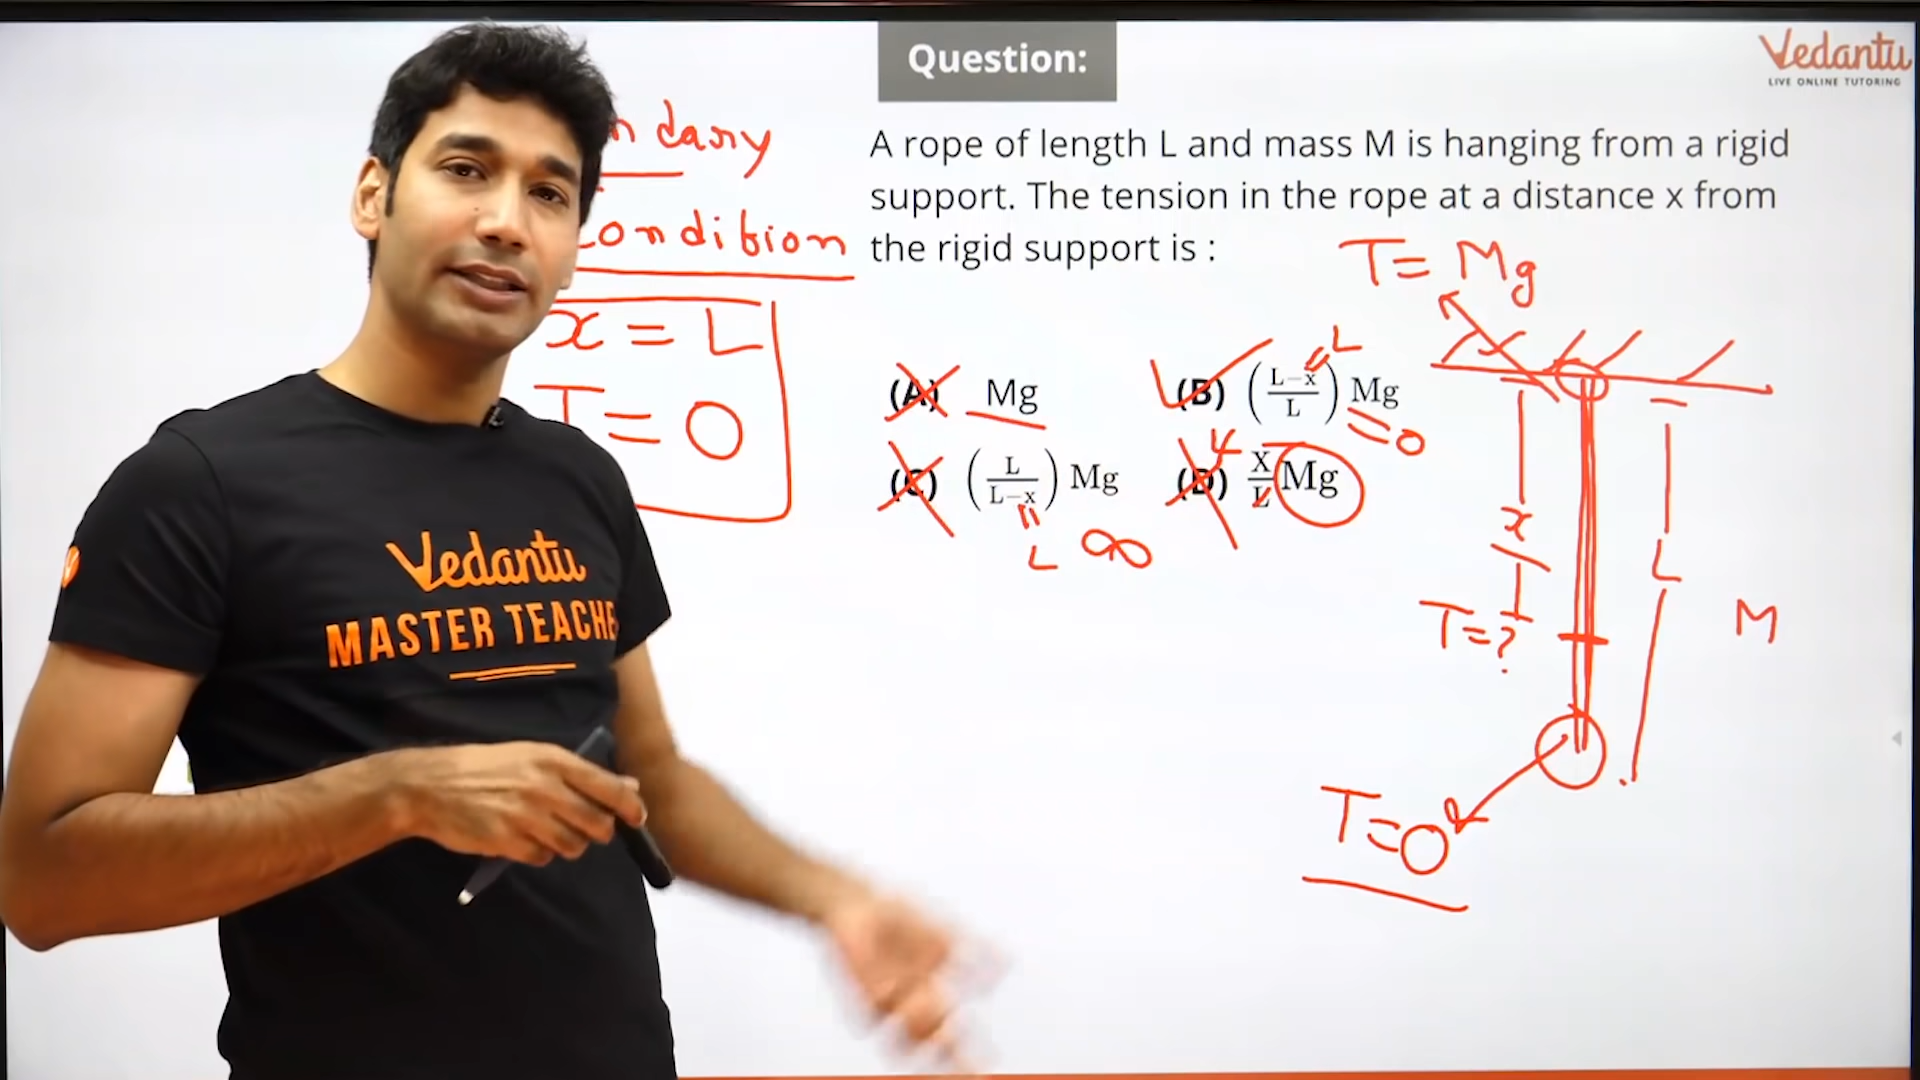 Question:
Vedantu
LIVE ONLINE TUTORING
A rope of length L and mass M is hanging from a rigid
support. The tension in the rope at a distance x from
the rigid support is :
ndary
condition
x = L
T = 0
T = Mg
(A) Mg
(B) (L−x/L) Mg
= L
= 0
(C) (L/L−x) Mg
= L ∞
(D) X/L Mg
L
x
T = ?
L
M
T = 0
Vedantu
MASTER TEACHE